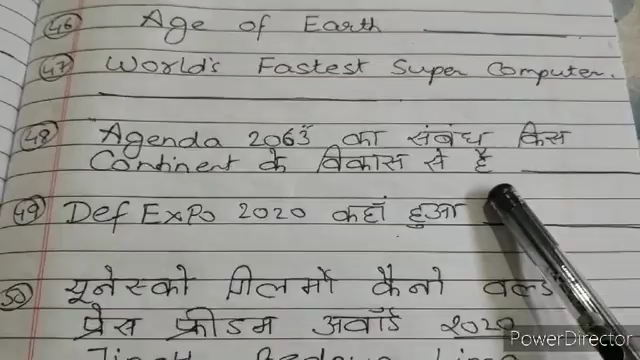 46 Age of Earth
47 World's Fastest Super Computer.
48 Agenda 2063 का संबंध किस
Continent के विकास से है
49 Def ExPo 2020 कहाँ हुआ
50 यूनेस्को गिलर्मो कैनो वर्ल्ड
प्रेस फ्रीडम अवॉर्ड 2020
PowerDirector